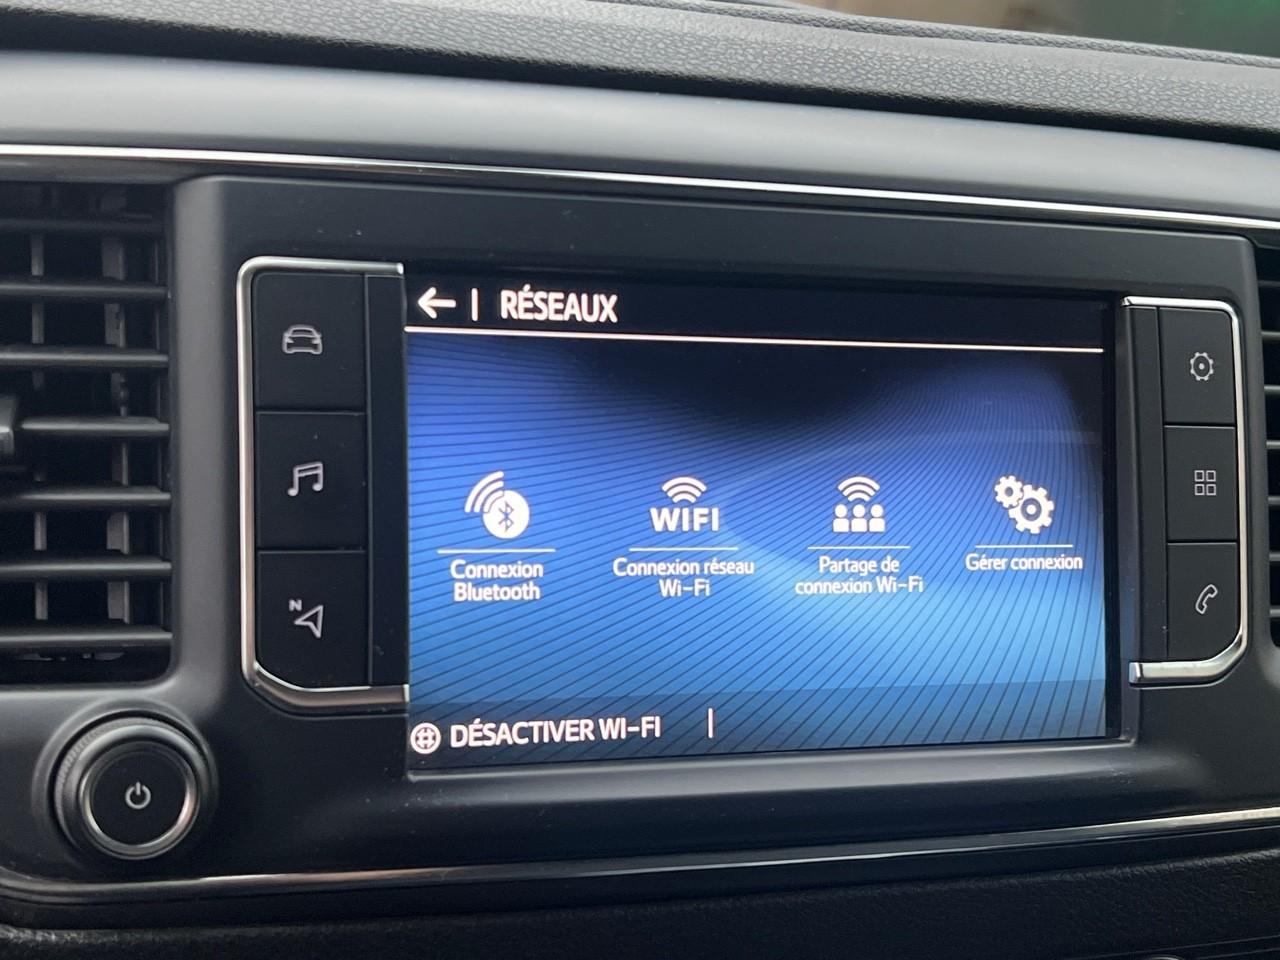 RÉSEAUX
WIFI
Connexion
Bluetooth
Connexion réseau
Wi-Fi
Partage de
connexion Wi-Fi
Gérer connexion
N
DÉSACTIVER WI-FI